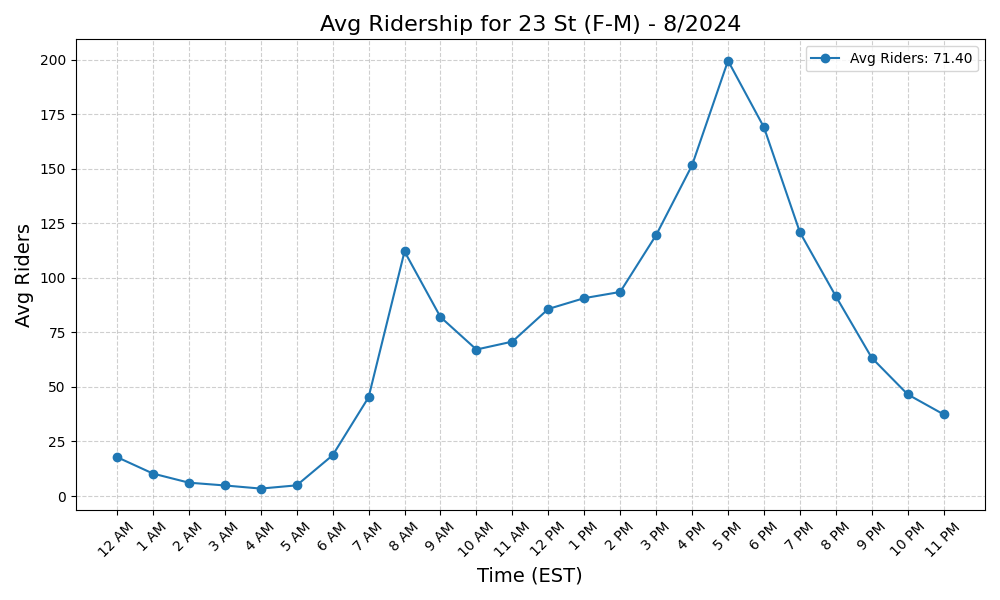 Avg Ridership for 23 St (F-M) - 8/2024
Avg Riders: 71.40
Avg Riders
200
175
150
125
100
75
50
25
0
12 AM
1 AM
2 AM
3 AM
4 AM
5 AM
6 AM
7 AM
8 AM
9 AM
10 AM
11 AM
12 PM
1 PM
2 PM
3 PM
4 PM
5 PM
6 PM
7 PM
8 PM
9 PM
10 PM
11 PM
Time (EST)